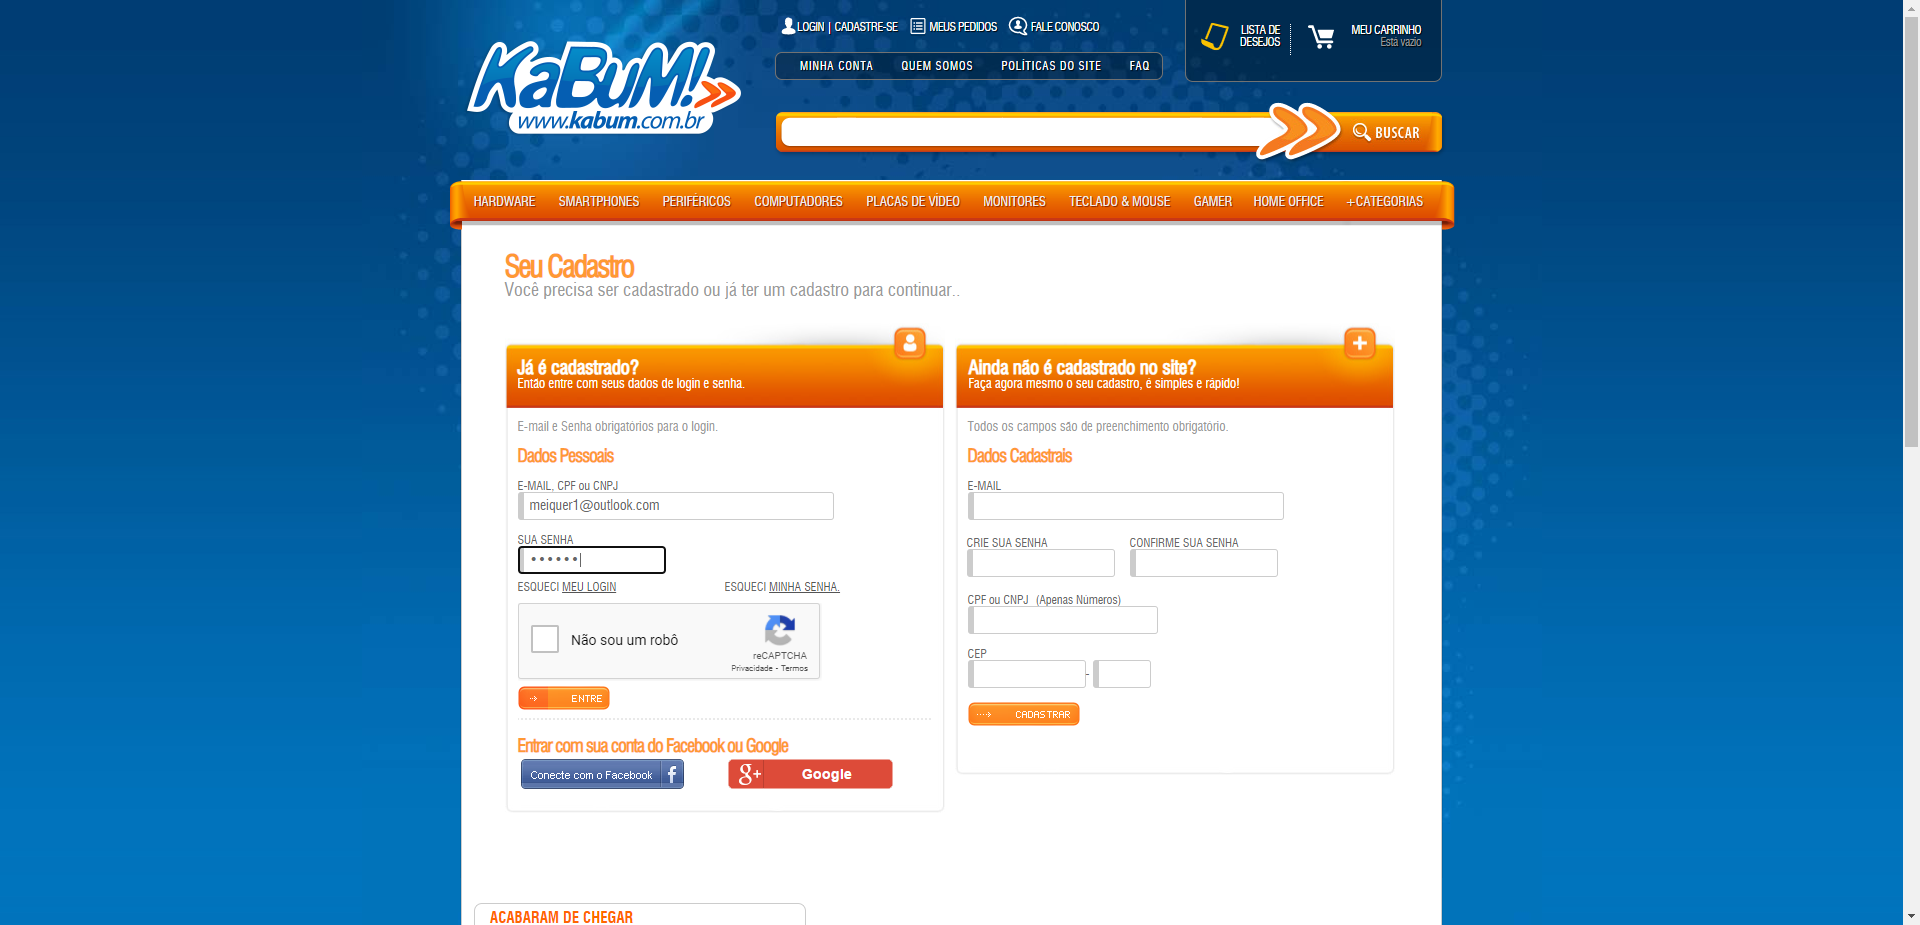 LOGIN | CADASTRE-SE MEUS PEDIDOS FALE CONOSCO
LISTA DE DESEJOS
MEU CARRINHO
Está vazio
KaBuM!
www.kabum.com.br
MINHA CONTA QUEM SOMOS POLÍTICAS DO SITE FAQ
BUSCAR
HARDWARE SMARTPHONES PERIFÉRICOS COMPUTADORES PLACAS DE VÍDEO MONITORES TECLADO & MOUSE GAMER HOME OFFICE +CATEGORIAS
Seu Cadastro
Você precisa ser cadastrado ou já ter um cadastro para continuar..
Já é cadastrado?
Então entre com seus dados de login e senha.
E-mail e Senha obrigatórios para o login.
Dados Pessoais
E-MAIL, CPF ou CNPJ
meiquer1@outlook.com
SUA SENHA
••••••
ESQUECI MEU LOGIN ESQUECI MINHA SENHA.
Não sou um robô
reCAPTCHA
Privacidade - Termos
ENTRE
Entrar com sua conta do Facebook ou Google
Conecte com o Facebook f
g+ Google
Ainda não é cadastrado no site?
Faça agora mesmo o seu cadastro, é simples e rápido!
Todos os campos são de preenchimento obrigatório.
Dados Cadastrais
E-MAIL
CRIE SUA SENHA CONFIRME SUA SENHA
CPF ou CNPJ (Apenas Números)
CEP
-
CADASTRAR
ACABARAM DE CHEGAR